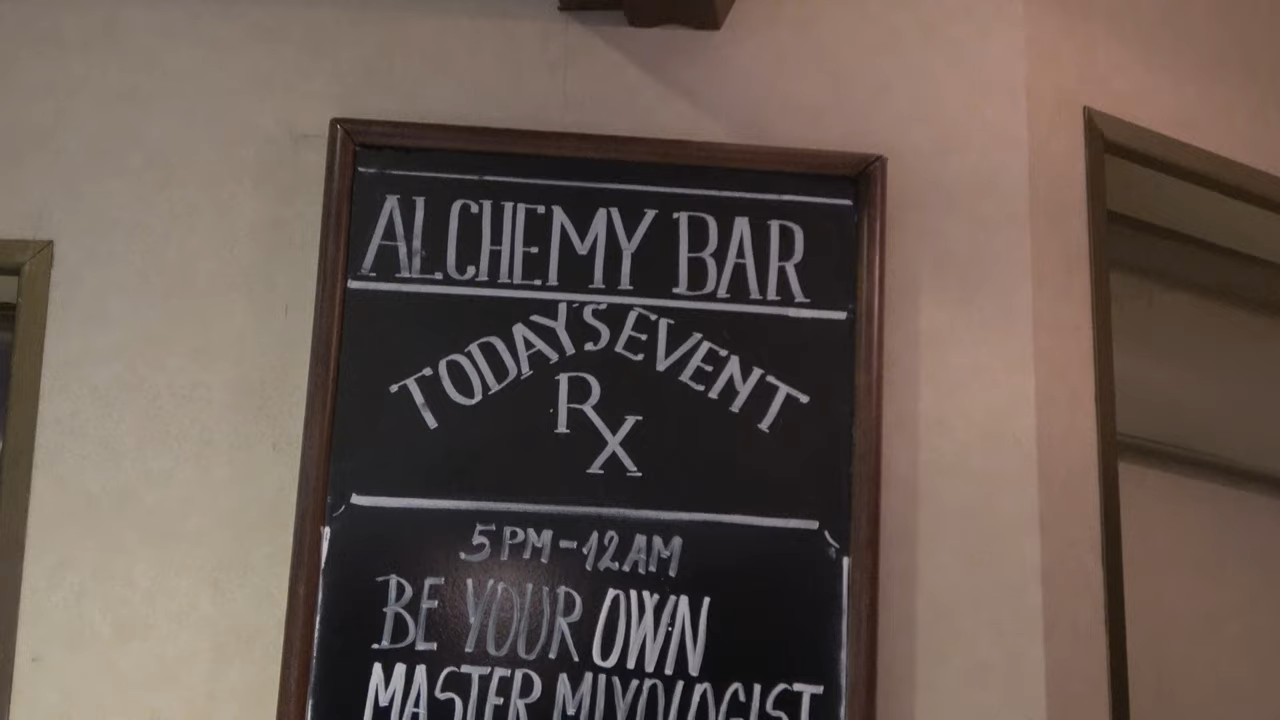 ALCHEMY BAR
TODAY'S EVENT
RX
5PM-12AM
BE YOUR OWN
MASTER MIXOLOGIST